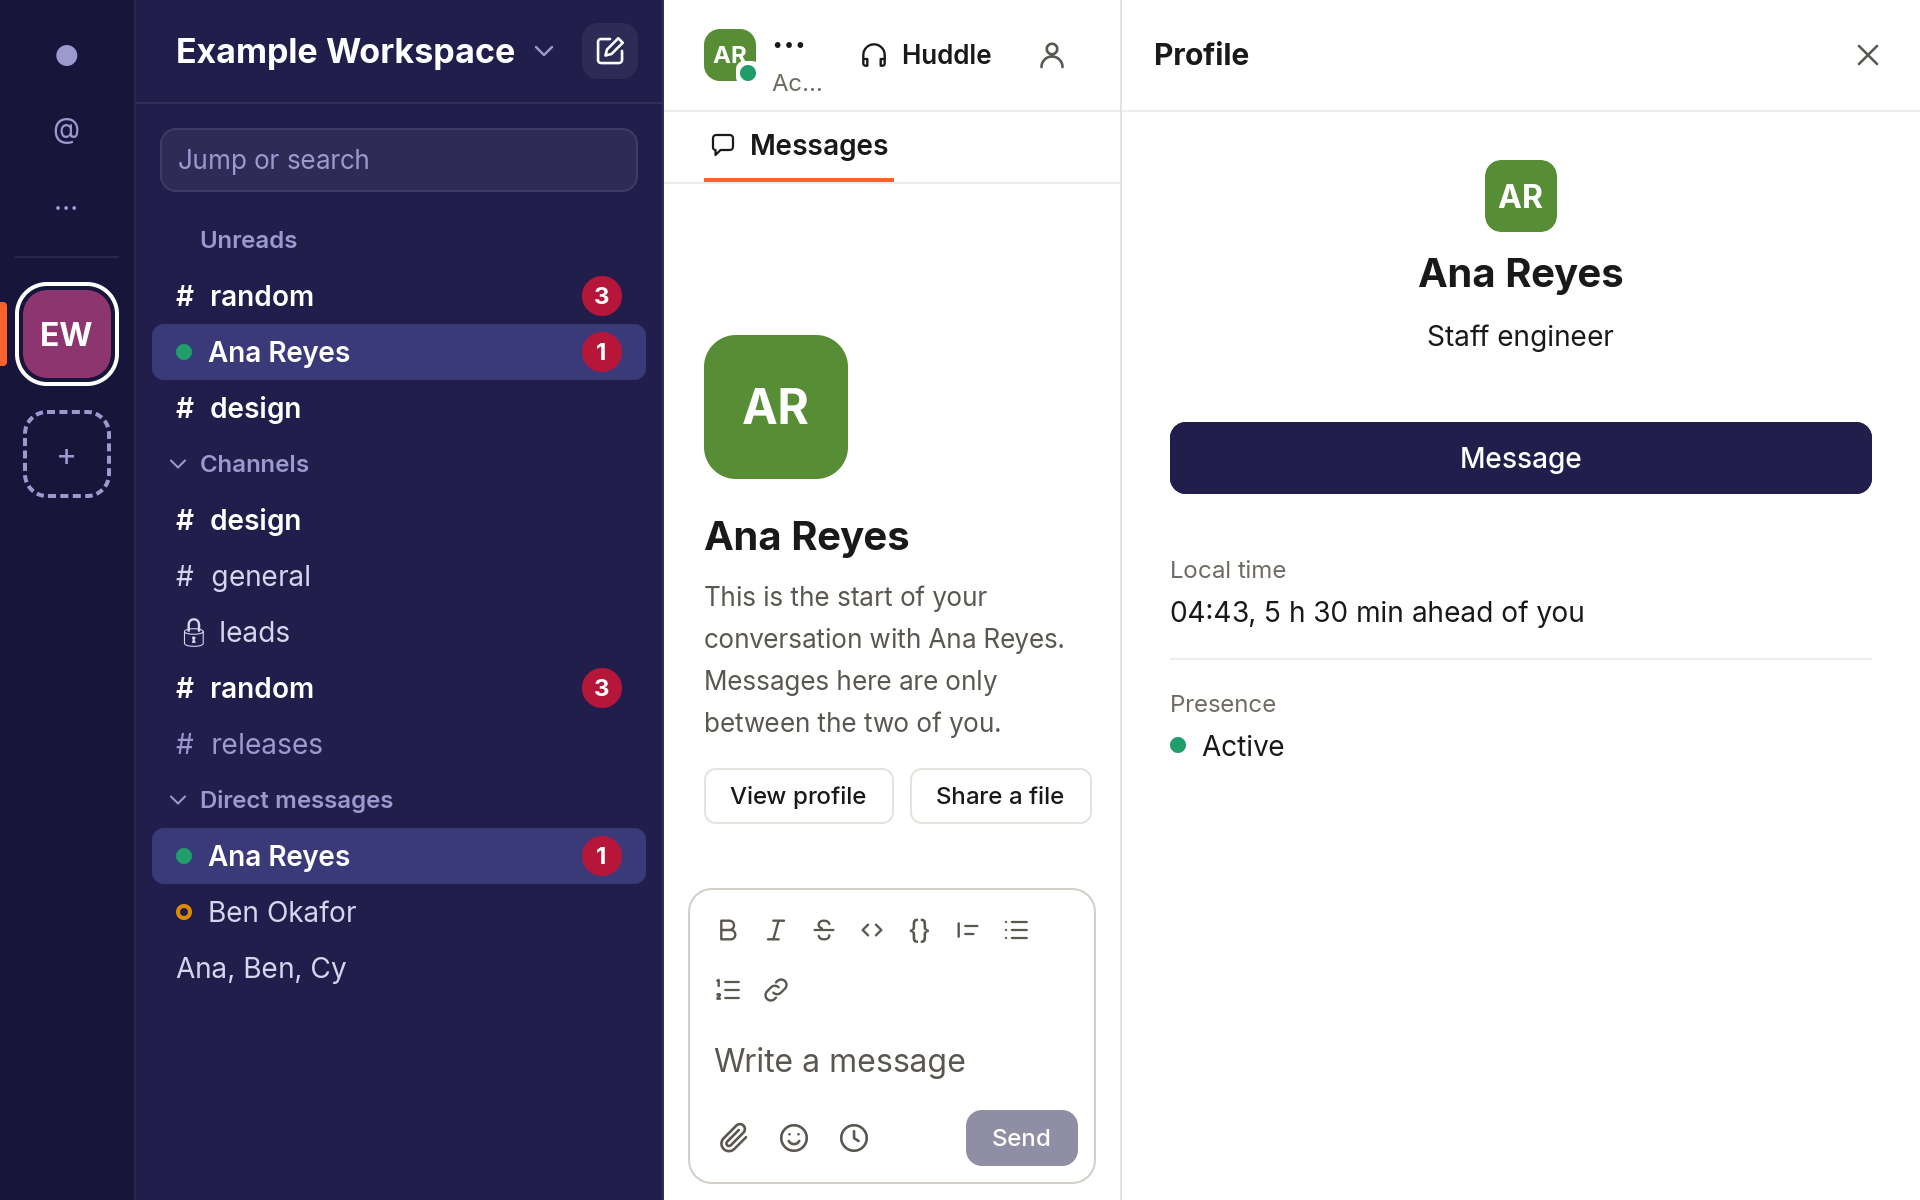 @
...
EW
+
Example Workspace
Jump or search
Unreads
# random 3
Ana Reyes 1
# design
Channels
# design
# general
leads
# random 3
# releases
Direct messages
Ana Reyes 1
Ben Okafor
Ana, Ben, Cy
AR
...
Ac...
Huddle
Messages
AR
Ana Reyes
This is the start of your
conversation with Ana Reyes.
Messages here are only
between the two of you.
View profile
Share a file
Write a message
Send
Profile
AR
Ana Reyes
Staff engineer
Message
Local time
04:43, 5 h 30 min ahead of you
Presence
Active